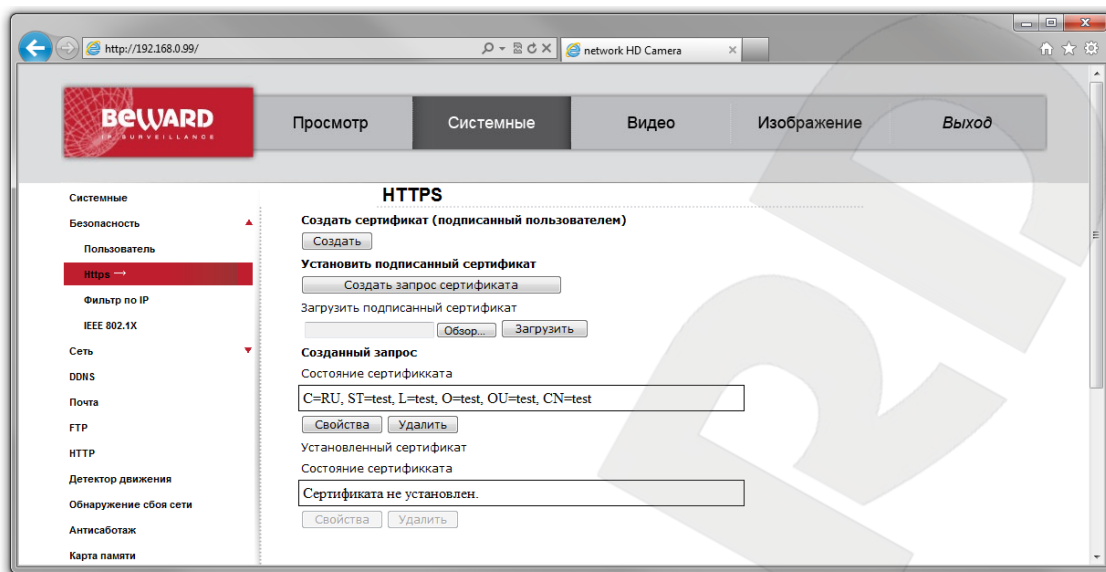 http://192.168.0.99/
network HD Camera
BEWARD
IP SURVEILLANCE
Просмотр
Системные
Видео
Изображение
Выход
Системные
Безопасность
Пользователь
Https →
Фильтр по IP
IEEE 802.1X
Сеть
DDNS
Почта
FTP
HTTP
Детектор движения
Обнаружение сбоя сети
Антисаботаж
Карта памяти
HTTPS
Создать сертификат (подписанный пользователем)
Создать
Установить подписанный сертификат
Создать запрос сертификата
Загрузить подписанный сертификат
Обзор... Загрузить
Созданный запрос
Состояние сертификката
C=RU, ST=test, L=test, O=test, OU=test, CN=test
Свойства Удалить
Установленный сертификат
Состояние сертификката
Сертификата не установлен.
Свойства Удалить